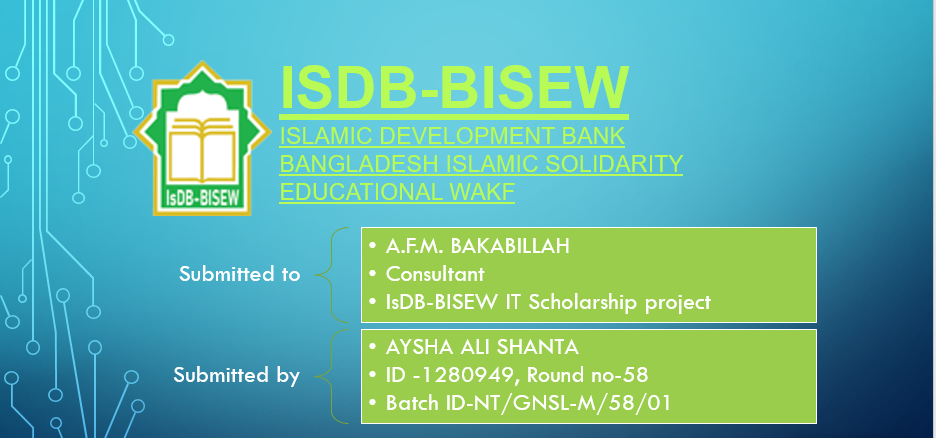 IsDB-BISEW
ISDB-BISEW
ISLAMIC DEVELOPMENT BANK
BANGLADESH ISLAMIC SOLIDARITY
EDUCATIONAL WAKF
Submitted to
• A.F.M. BAKABILLAH
• Consultant
• IsDB-BISEW IT Scholarship project
Submitted by
• AYSHA ALI SHANTA
• ID -1280949, Round no-58
• Batch ID-NT/GNSL-M/58/01